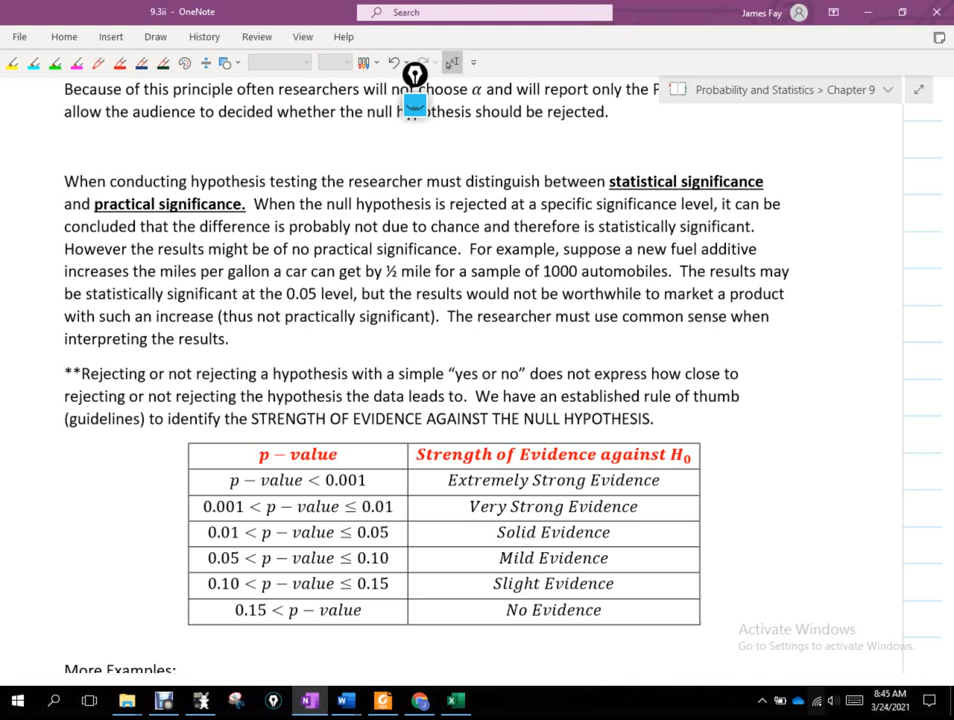 9.3ii - OneNote
Search
James Fay
File Home Insert Draw History Review View Help
Probability and Statistics > Chapter 9
Because of this principle often researchers will not choose α and will report only the P
allow the audience to decided whether the null hypothesis should be rejected.
When conducting hypothesis testing the researcher must distinguish between statistical significance
and practical significance. When the null hypothesis is rejected at a specific significance level, it can be
concluded that the difference is probably not due to chance and therefore is statistically significant.
However the results might be of no practical significance. For example, suppose a new fuel additive
increases the miles per gallon a car can get by ½ mile for a sample of 1000 automobiles. The results may
be statistically significant at the 0.05 level, but the results would not be worthwhile to market a product
with such an increase (thus not practically significant). The researcher must use common sense when
interpreting the results.
**Rejecting or not rejecting a hypothesis with a simple “yes or no” does not express how close to
rejecting or not rejecting the hypothesis the data leads to. We have an established rule of thumb
(guidelines) to identify the STRENGTH OF EVIDENCE AGAINST THE NULL HYPOTHESIS.
p − value Strength of Evidence against H₀
p − value < 0.001 Extremely Strong Evidence
0.001 < p − value ≤ 0.01 Very Strong Evidence
0.01 < p − value ≤ 0.05 Solid Evidence
0.05 < p − value ≤ 0.10 Mild Evidence
0.10 < p − value ≤ 0.15 Slight Evidence
0.15 < p − value No Evidence
Activate Windows
Go to Settings to activate Windows.
More Examples:
8:45 AM
3/24/2021